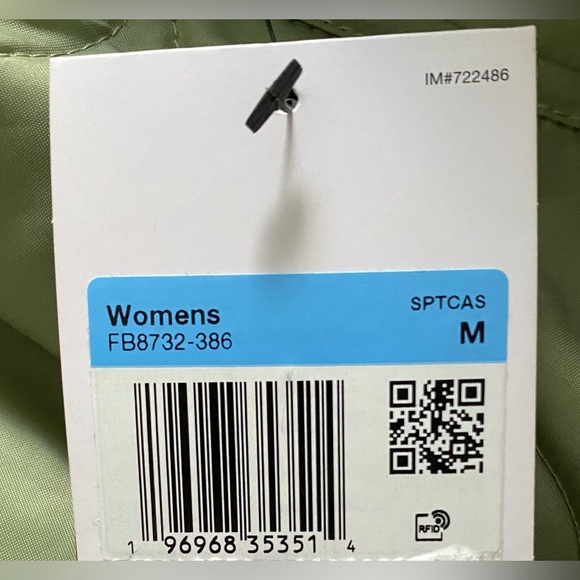 IM#722486
Womens
SPTCAS
FB8732-386
M
RFID
1 96968 35351 4